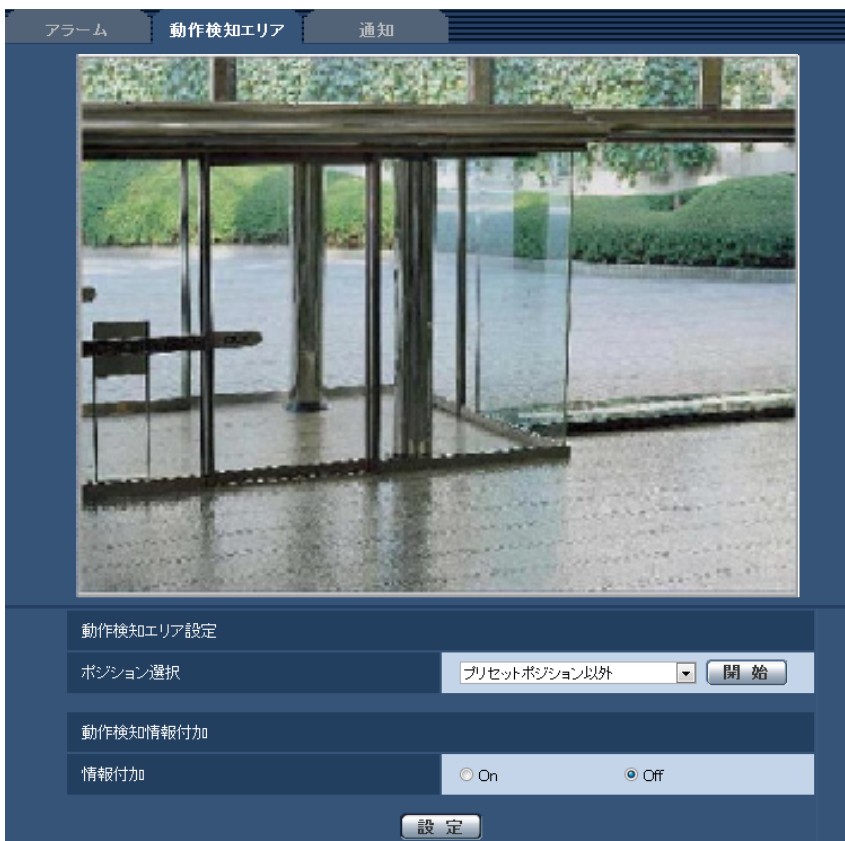 アラーム 動作検知エリア 通知
動作検知エリア設定
ポジション選択 プリセットポジション以外 開 始
動作検知情報付加
情報付加 On Off
設 定